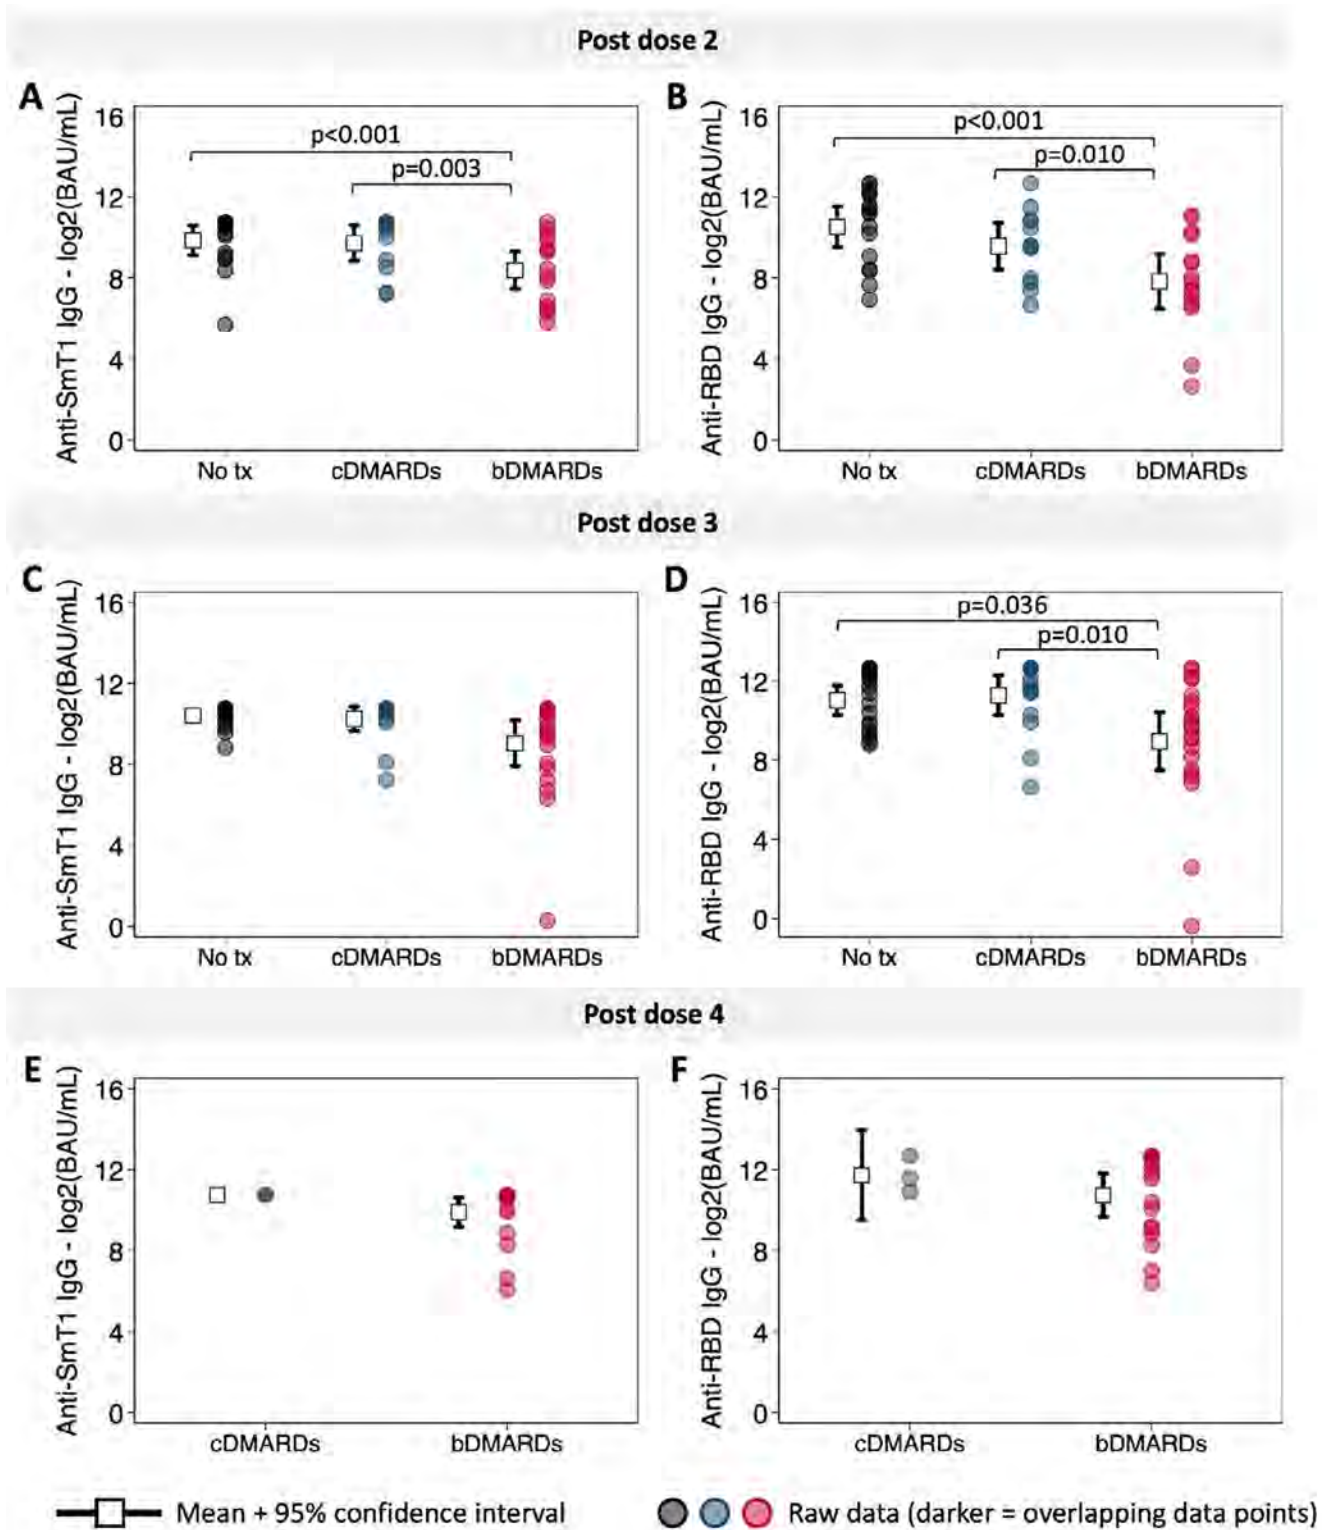 Post dose 2
A
Anti-SmT1 IgG - log2(BAU/mL)
16
12
8
4
0
p<0.001
p=0.003
No tx cDMARDs bDMARDs
B
Anti-RBD IgG - log2(BAU/mL)
16
12
8
4
0
p<0.001
p=0.010
No tx cDMARDs bDMARDs
Post dose 3
C
Anti-SmT1 IgG - log2(BAU/mL)
16
12
8
4
0
No tx cDMARDs bDMARDs
D
Anti-RBD IgG - log2(BAU/mL)
16
12
8
4
0
p=0.036
p=0.010
No tx cDMARDs bDMARDs
Post dose 4
E
Anti-SmT1 IgG - log2(BAU/mL)
16
12
8
4
0
cDMARDs bDMARDs
F
Anti-RBD IgG - log2(BAU/mL)
16
12
8
4
0
cDMARDs bDMARDs
Mean + 95% confidence interval
Raw data (darker = overlapping data points)